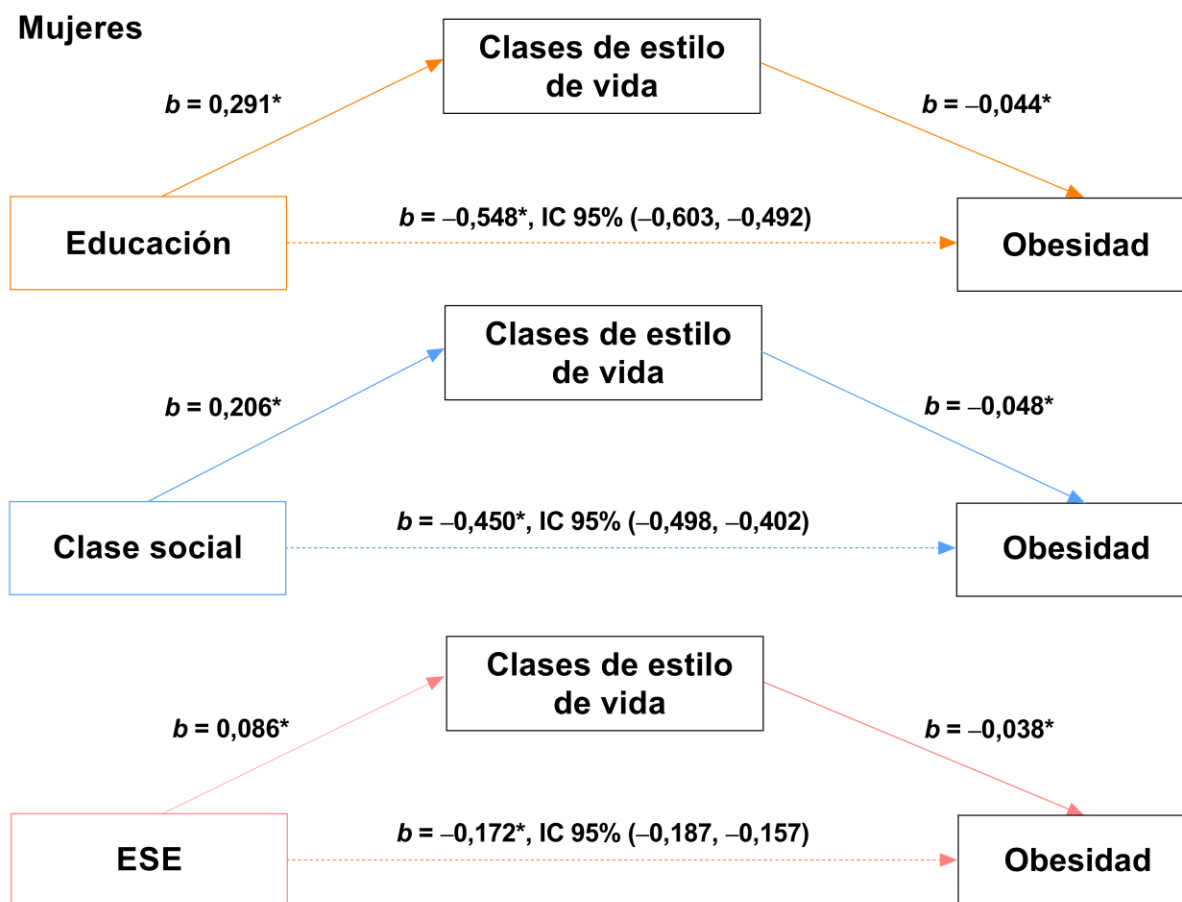 Mujeres
Clases de estilo
de vida
b = 0,291*
b = –0,044*
b = –0,548*, IC 95% (–0,603, –0,492)
Educación
Obesidad
Clases de estilo
de vida
b = 0,206*
b = –0,048*
b = –0,450*, IC 95% (–0,498, –0,402)
Clase social
Obesidad
Clases de estilo
de vida
b = 0,086*
b = –0,038*
b = –0,172*, IC 95% (–0,187, –0,157)
ESE
Obesidad